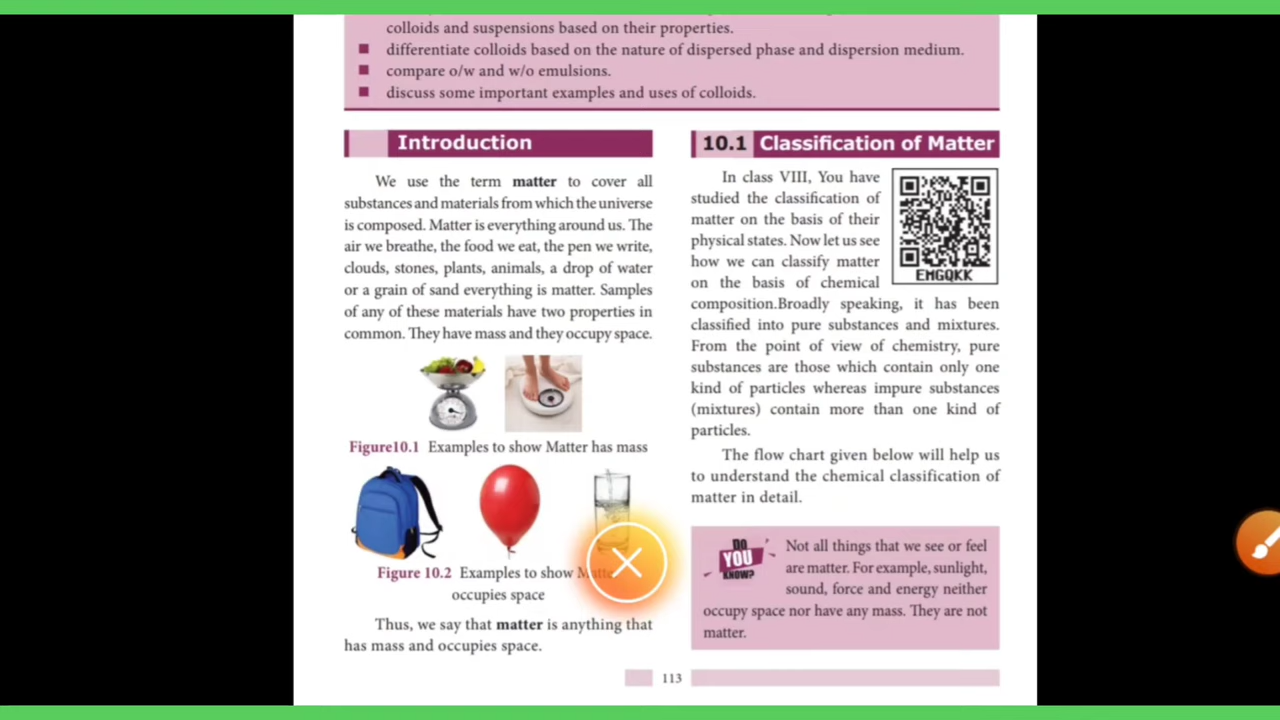 colloids and suspensions based on their properties.
■ differentiate colloids based on the nature of dispersed phase and dispersion medium.
■ compare o/w and w/o emulsions.
■ discuss some important examples and uses of colloids.
Introduction
We use the term matter to cover all
substances and materials from which the universe
is composed. Matter is everything around us. The
air we breathe, the food we eat, the pen we write,
clouds, stones, plants, animals, a drop of water
or a grain of sand everything is matter. Samples
of any of these materials have two properties in
common. They have mass and they occupy space.
Figure10.1 Examples to show Matter has mass
Figure 10.2 Examples to show
occupies space
Thus, we say that matter is anything that
has mass and occupies space.
10.1 Classification of Matter
In class VIII, You have
studied the classification of
matter on the basis of their
physical states. Now let us see
how we can classify matter
on the basis of chemical
composition.Broadly speaking, it has been
classified into pure substances and mixtures.
From the point of view of chemistry, pure
substances are those which contain only one
kind of particles whereas impure substances
(mixtures) contain more than one kind of
particles.
EMGQKK
The flow chart given below will help us
to understand the chemical classification of
matter in detail.
DO
YOU
KNOW?
Not all things that we see or feel
are matter. For example, sunlight,
sound, force and energy neither
occupy space nor have any mass. They are not
matter.
113